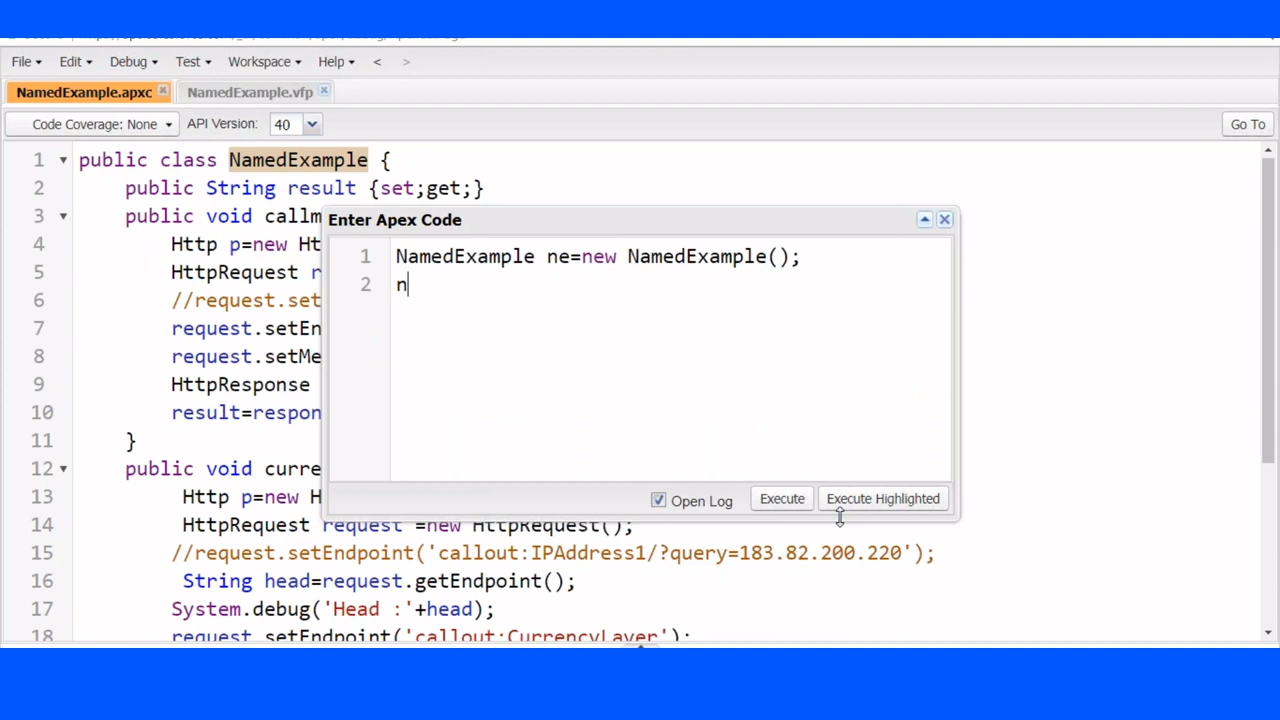 File Edit Debug Test Workspace Help < >
NamedExample.apxc NamedExample.vfp
Code Coverage: None API Version: 40 Go To
1 public class NamedExample {
2 public String result {set;get;}
3 public void callm
4 Http p=new Ht
5 HttpRequest r
6 //request.set
7 request.setEn
8 request.setMe
9 HttpResponse
10 result=respon
11 }
12 public void curre
13 Http p=new H
14 HttpRequest request =new HttpRequest();
15 //request.setEndpoint('callout:IPAddress1/?query=183.82.200.220');
16 String head=request.getEndpoint();
17 System.debug('Head :'+head);
18 request.setEndpoint('callout:CurrencyLayer');
Enter Apex Code
1 NamedExample ne=new NamedExample();
2 n
Open Log Execute Execute Highlighted